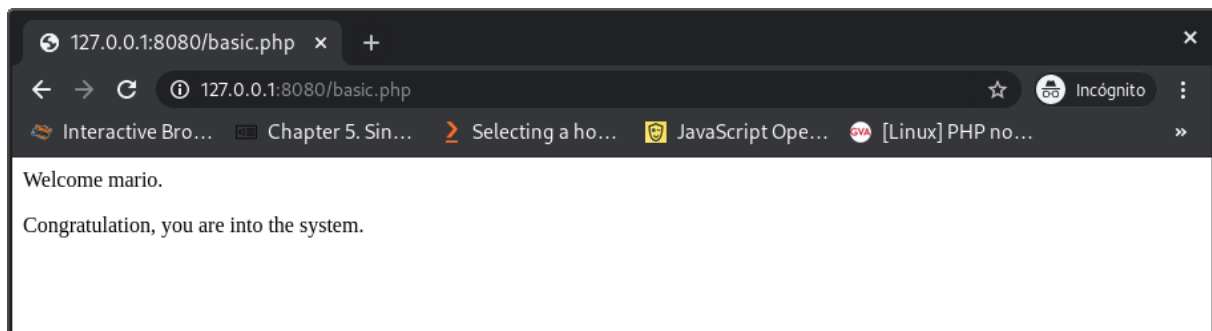 127.0.0.1:8080/basic.php
127.0.0.1:8080/basic.php Incógnito
Interactive Bro... Chapter 5. Sin... Selecting a ho... JavaScript Ope... GVA [Linux] PHP no...
Welcome mario.
Congratulation, you are into the system.